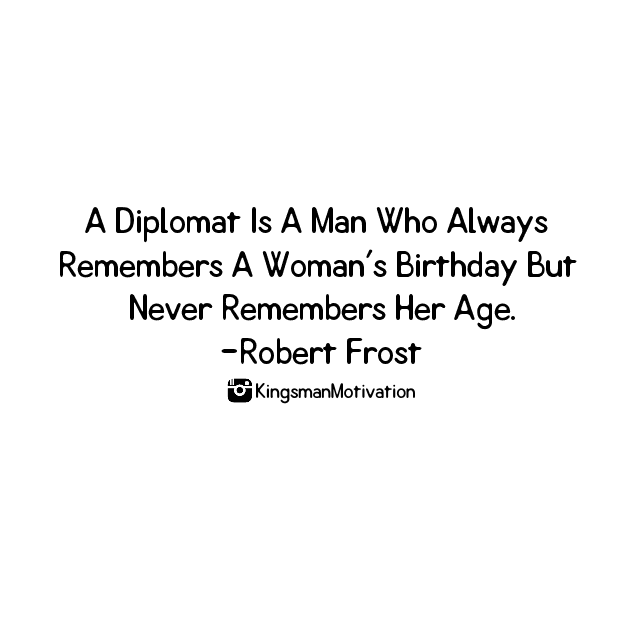 A Diplomat Is A Man Who Always
Remembers A Woman's Birthday But
Never Remembers Her Age.
-Robert Frost
KingsmanMotivation